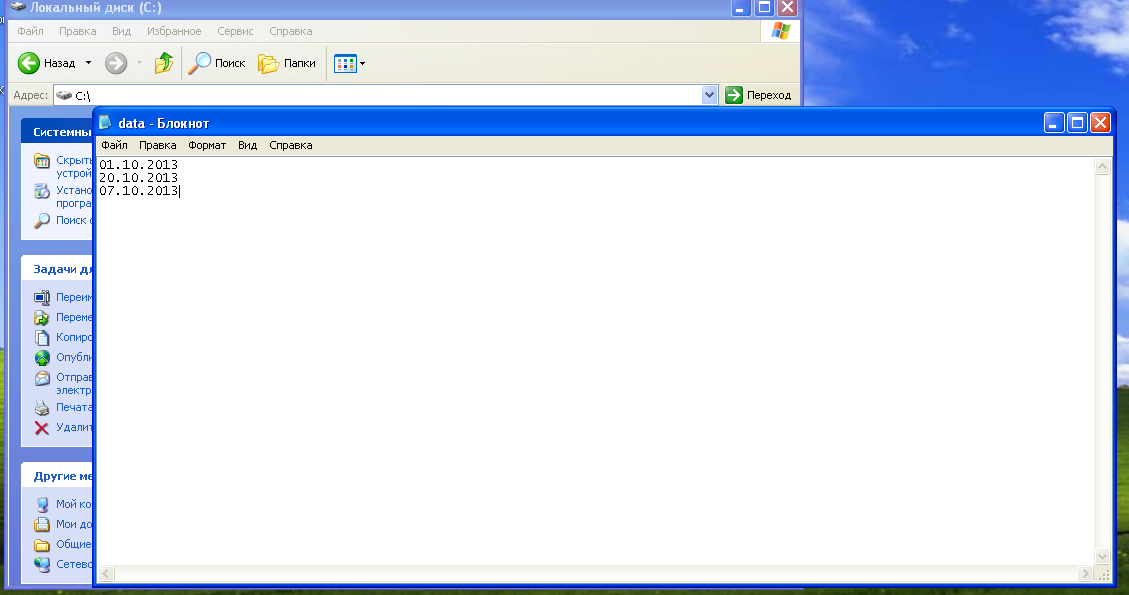 Локальный диск (C:)
Файл Правка Вид Избранное Сервис Справка
Назад Поиск Папки
Адрес: C:\ Переход
data - Блокнот
Файл Правка Формат Вид Справка
01.10.2013
20.10.2013
07.10.2013
Системны
Скрыть
устрой
Устано
програ
Поиск с
Задачи дл
Переим
Переме
Копиро
Опубли
Отправ
электр
Печата
Удалит
Другие ме
Мой ко
Мои до
Общие
Сетево